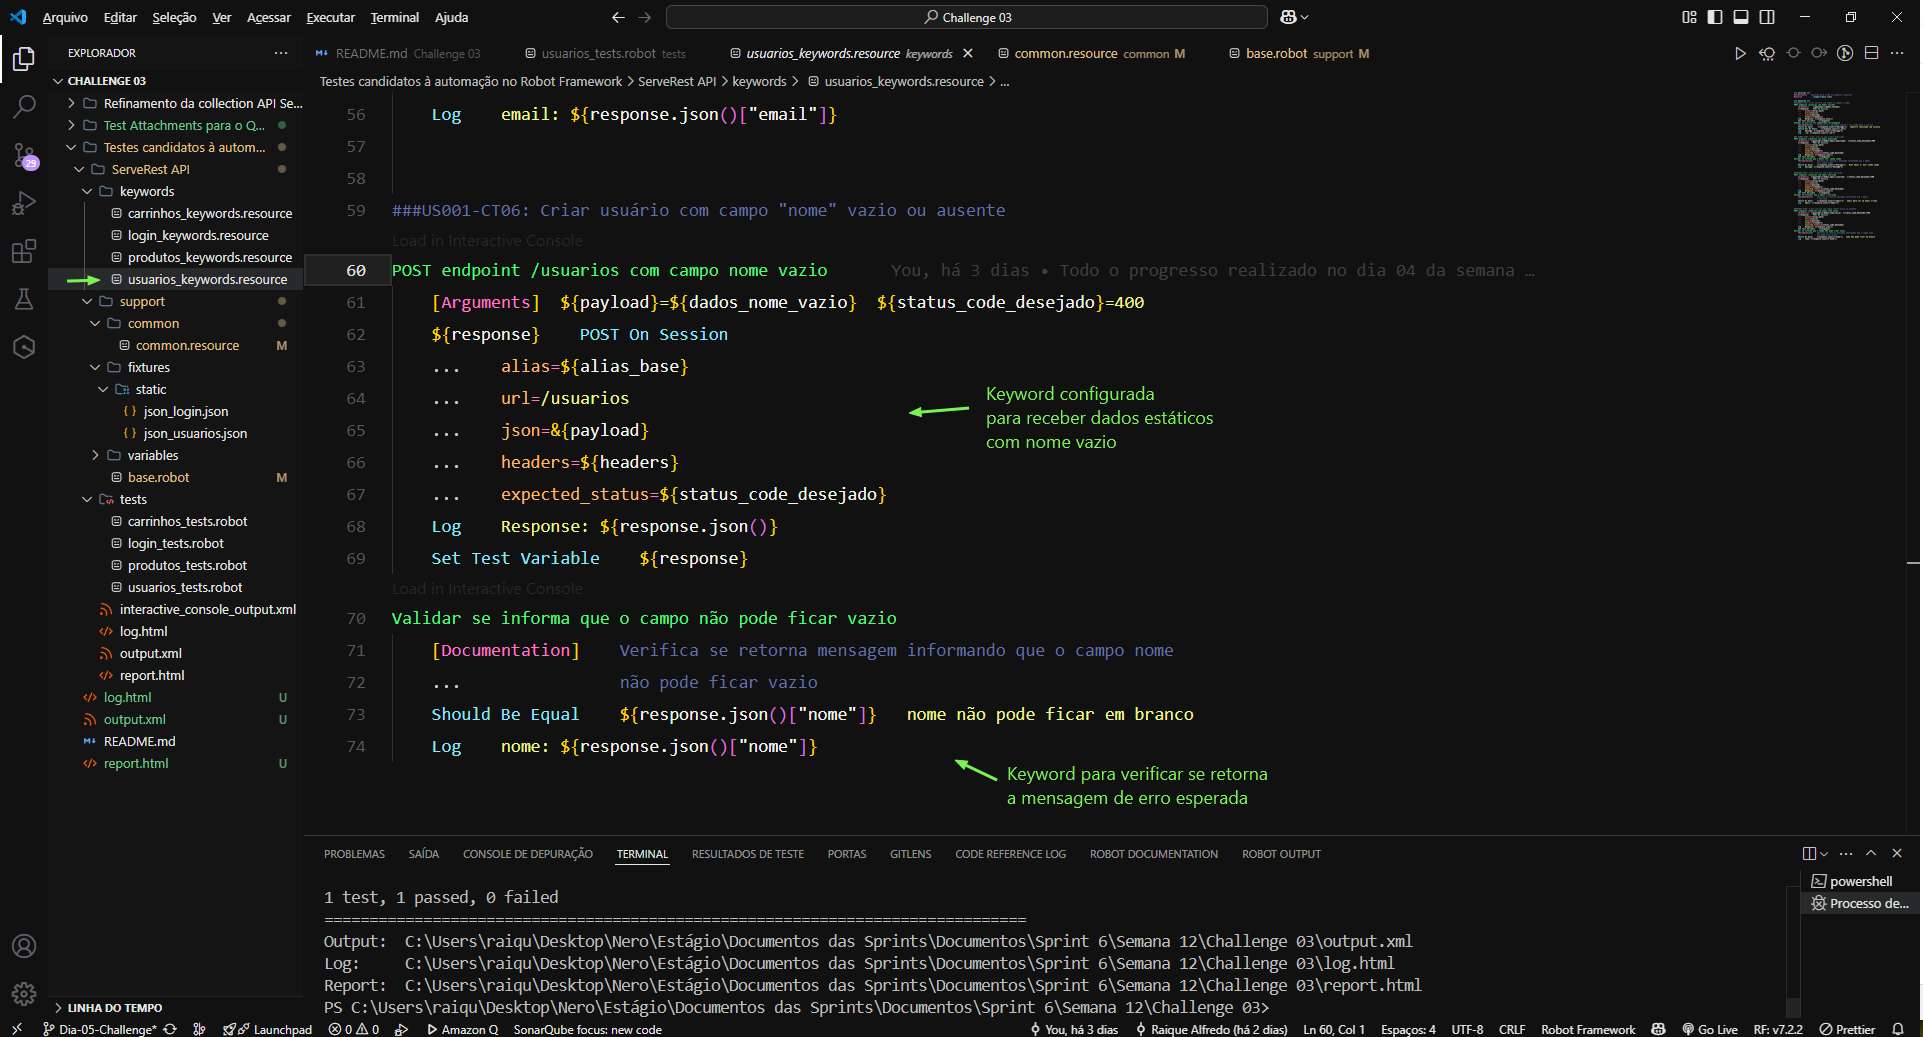 Arquivo Editar Seleção Ver Acessar Executar Terminal Ajuda
Challenge 03
EXPLORADOR
CHALLENGE 03
Refinamento da collection API Se...
Test Attachments para o Q...
Testes candidatos à autom...
ServeRest API
keywords
carrinhos_keywords.resource
login_keywords.resource
produtos_keywords.resource
usuarios_keywords.resource
support
common
common.resource M
fixtures
static
json_login.json
json_usuarios.json
variables
base.robot M
tests
carrinhos_tests.robot
login_tests.robot
produtos_tests.robot
usuarios_tests.robot
interactive_console_output.xml
log.html
output.xml
report.html
log.html U
output.xml U
README.md
report.html U
LINHA DO TEMPO
29
README.md Challenge 03
usuarios_tests.robot tests
usuarios_keywords.resource keywords
common.resource common M
base.robot support M
Testes candidatos à automação no Robot Framework > ServeRest API > keywords > usuarios_keywords.resource > ...
56 Log email: ${response.json()["email"]}
57
58
59 ###US001-CT06: Criar usuário com campo "nome" vazio ou ausente
Load in Interactive Console
60 POST endpoint /usuarios com campo nome vazio You, há 3 dias • Todo o progresso realizado no dia 04 da semana …
61 [Arguments] ${payload}=${dados_nome_vazio} ${status_code_desejado}=400
62 ${response} POST On Session
63 ... alias=${alias_base}
64 ... url=/usuarios
65 ... json=&{payload}
66 ... headers=${headers}
67 ... expected_status=${status_code_desejado}
68 Log Response: ${response.json()}
69 Set Test Variable ${response}
Load in Interactive Console
70 Validar se informa que o campo não pode ficar vazio
71 [Documentation] Verifica se retorna mensagem informando que o campo nome
72 ... não pode ficar vazio
73 Should Be Equal ${response.json()["nome"]} nome não pode ficar em branco
74 Log nome: ${response.json()["nome"]}
Keyword configurada
para receber dados estáticos
com nome vazio
Keyword para verificar se retorna
a mensagem de erro esperada
PROBLEMAS SAÍDA CONSOLE DE DEPURAÇÃO TERMINAL RESULTADOS DE TESTE PORTAS GITLENS CODE REFERENCE LOG ROBOT DOCUMENTATION ROBOT OUTPUT
1 test, 1 passed, 0 failed
==============================================================================
Output: C:\Users\raiqu\Desktop\Nero\Estágio\Documentos das Sprints\Documentos\Sprint 6\Semana 12\Challenge 03\output.xml
Log: C:\Users\raiqu\Desktop\Nero\Estágio\Documentos das Sprints\Documentos\Sprint 6\Semana 12\Challenge 03\log.html
Report: C:\Users\raiqu\Desktop\Nero\Estágio\Documentos das Sprints\Documentos\Sprint 6\Semana 12\Challenge 03\report.html
PS C:\Users\raiqu\Desktop\Nero\Estágio\Documentos das Sprints\Documentos\Sprint 6\Semana 12\Challenge 03>
powershell
Processo de...
Dia-05-Challenge* Launchpad 0 0 Amazon Q SonarQube focus: new code You, há 3 dias Raique Alfredo (há 2 dias) Ln 60, Col 1 Espaços: 4 UTF-8 CRLF Robot Framework Go Live RF: v7.2.2 Prettier